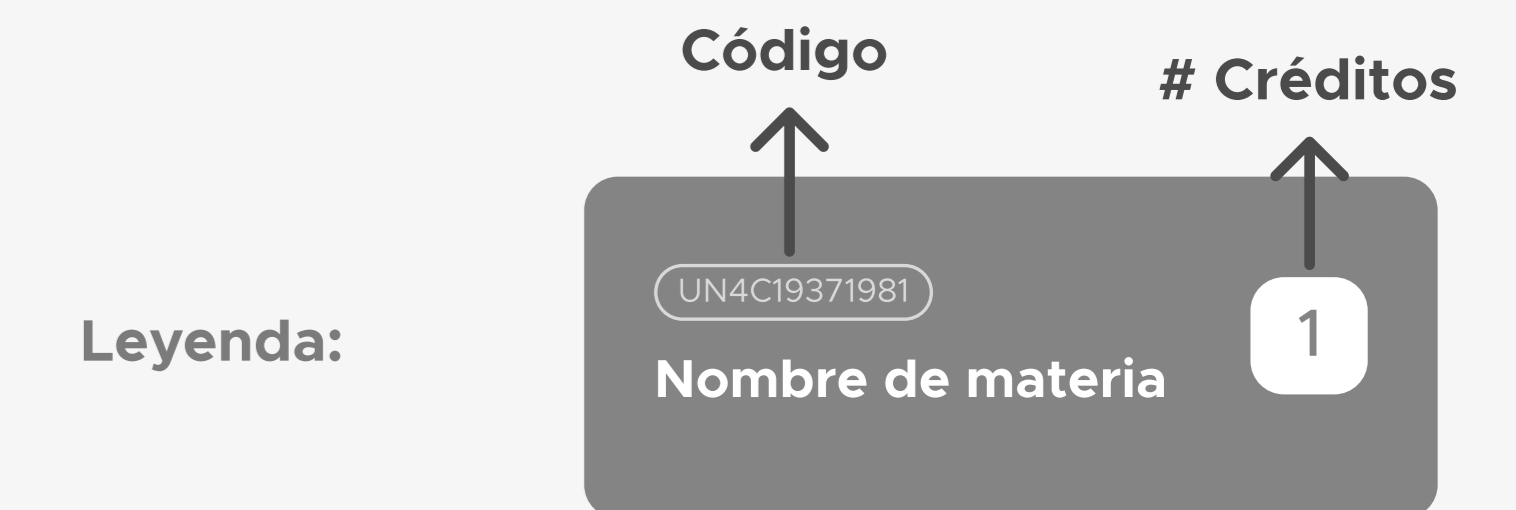 Código
# Créditos
UN4C19371981
1
Leyenda:
Nombre de materia